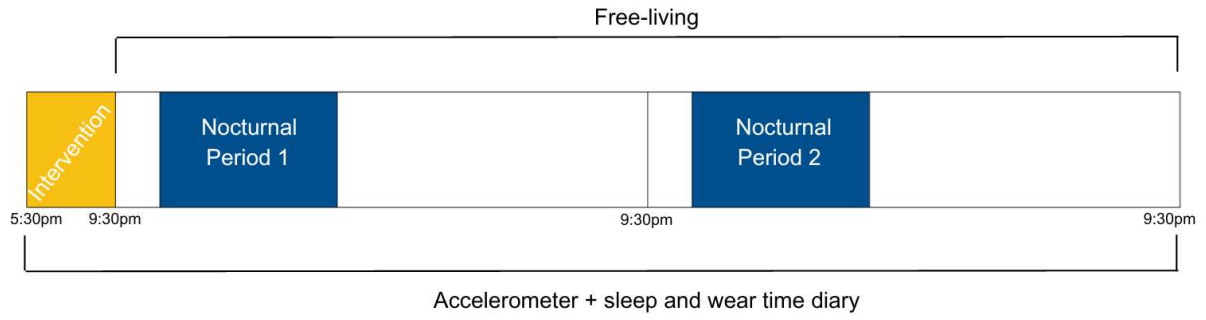 Free-living
Intervention
Nocturnal
Period 1
Nocturnal
Period 2
5:30pm
9:30pm
9:30pm
9:30pm
Accelerometer + sleep and wear time diary